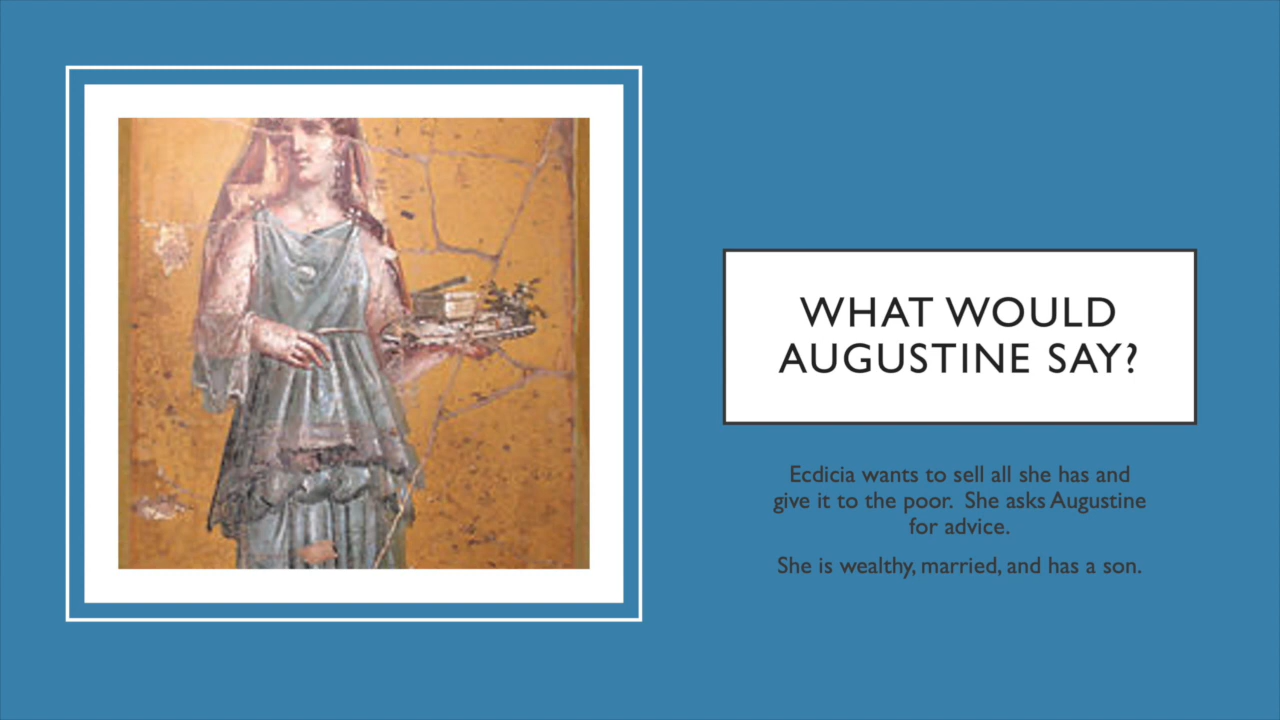 WHAT WOULD
AUGUSTINE SAY?
Ecdicia wants to sell all she has and
give it to the poor. She asks Augustine
for advice.
She is wealthy, married, and has a son.